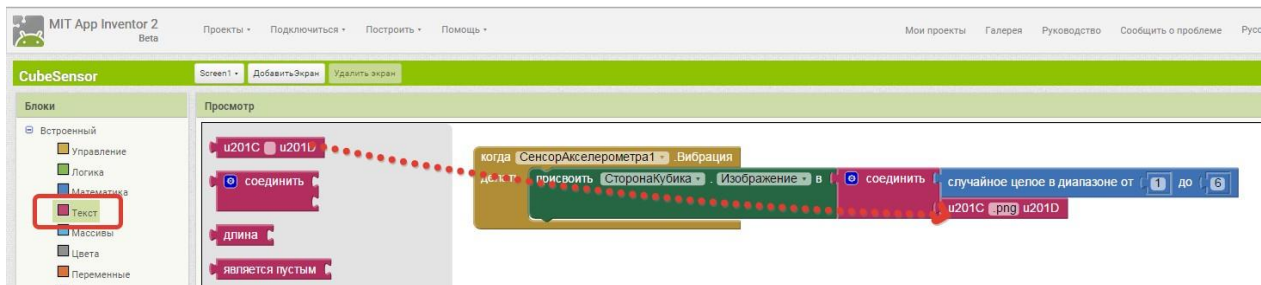 MIT App Inventor 2
Beta
Проекты Подключиться Построить Помощь
Мои проекты Галерея Руководство Сообщить о проблеме
CubeSensor
Screen1 ДобавитьЭкран Удалить экран
Блоки
Просмотр
Встроенный
Управление
Логика
Математика
Текст
Массивы
Цвета
Переменные
u201C u201D
соединить
длина
является пустым
когда СенсорАкселерометра1 .Вибрация
присвоить СторонаКубика . Изображение в соединить случайное целое в диапазоне от 1 до 6
u201C .png u201D